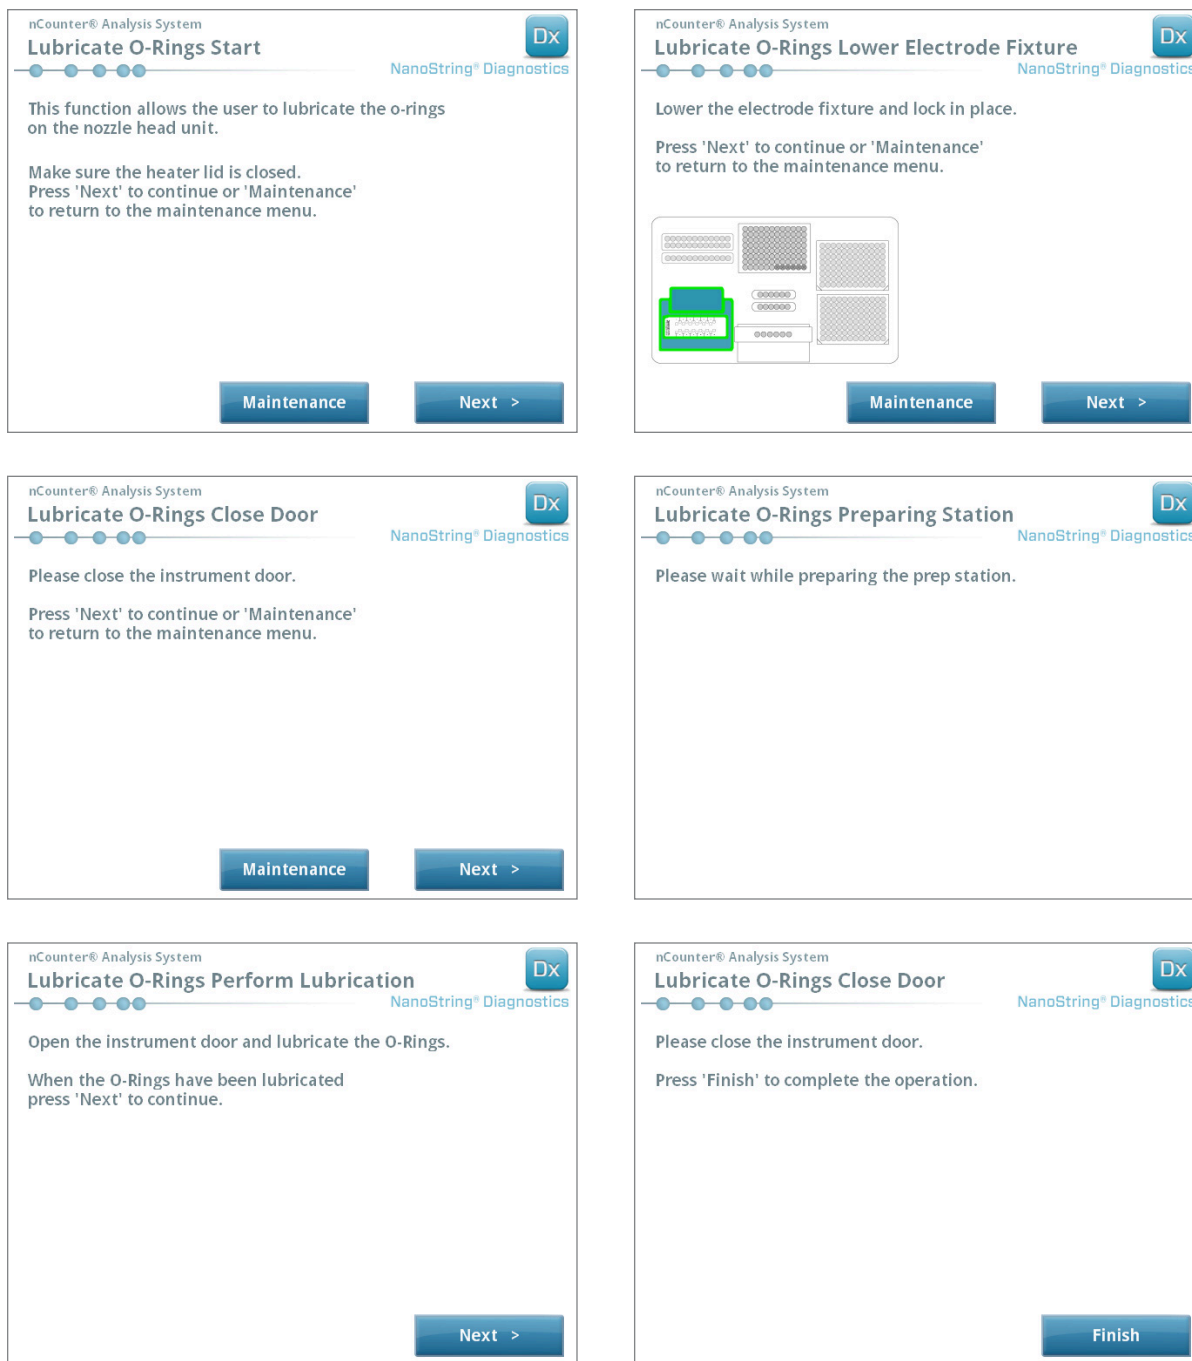 nCounter® Analysis System
Lubricate O-Rings Start
Dx
NanoString® Diagnostics
This function allows the user to lubricate the o-rings
on the nozzle head unit.
Make sure the heater lid is closed.
Press 'Next' to continue or 'Maintenance'
to return to the maintenance menu.
Maintenance
Next >
nCounter® Analysis System
Lubricate O-Rings Lower Electrode Fixture
Dx
NanoString® Diagnostics
Lower the electrode fixture and lock in place.
Press 'Next' to continue or 'Maintenance'
to return to the maintenance menu.
Maintenance
Next >
nCounter® Analysis System
Lubricate O-Rings Close Door
Dx
NanoString® Diagnostics
Please close the instrument door.
Press 'Next' to continue or 'Maintenance'
to return to the maintenance menu.
Maintenance
Next >
nCounter® Analysis System
Lubricate O-Rings Preparing Station
Dx
NanoString® Diagnostics
Please wait while preparing the prep station.
nCounter® Analysis System
Lubricate O-Rings Perform Lubrication
Dx
NanoString® Diagnostics
Open the instrument door and lubricate the O-Rings.
When the O-Rings have been lubricated
press 'Next' to continue.
Next >
nCounter® Analysis System
Lubricate O-Rings Close Door
Dx
NanoString® Diagnostics
Please close the instrument door.
Press 'Finish' to complete the operation.
Finish